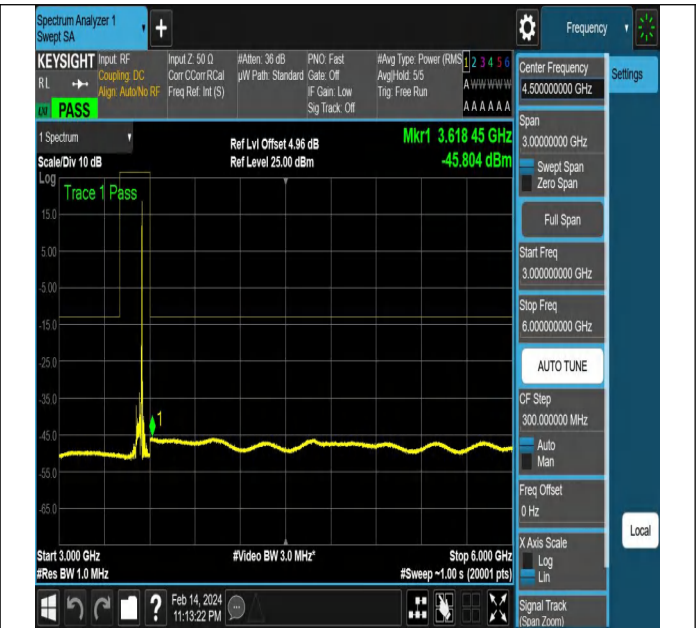 Spectrum Analyzer 1
Swept SA
Frequency
KEYSIGHT
Input: RF
Coupling: DC
Align: Auto/No RF
Input Z: 50 Ω
Corr CCorr RCal
Freq Ref: Int (S)
#Atten: 36 dB
µW Path: Standard
PNO: Fast
Gate: Off
IF Gain: Low
Sig Track: Off
#Avg Type: Power (RMS
Avg|Hold: 5/5
Trig: Free Run
1 2 3 4 5 6
A W W W W W
A A A A A A
R L
PASS
1 Spectrum
Scale/Div 10 dB
Log
Ref Lvl Offset 4.96 dB
Ref Level 25.00 dBm
Mkr1 3.618 45 GHz
-45.804 dBm
Trace 1 Pass
15.0
5.00
-5.00
-15.0
-25.0
-35.0
-45.0
-55.0
-65.0
1
Start 3.000 GHz
#Res BW 1.0 MHz
#Video BW 3.0 MHz*
Stop 6.000 GHz
#Sweep ~1.00 s (20001 pts)
Feb 14, 2024
11:13:22 PM
Center Frequency
4.500000000 GHz
Settings
Span
3.00000000 GHz
Swept Span
Zero Span
Full Span
Start Freq
3.000000000 GHz
Stop Freq
6.000000000 GHz
AUTO TUNE
CF Step
300.000000 MHz
Auto
Man
Freq Offset
0 Hz
Local
X Axis Scale
Log
Lin
Signal Track
(Span Zoom)